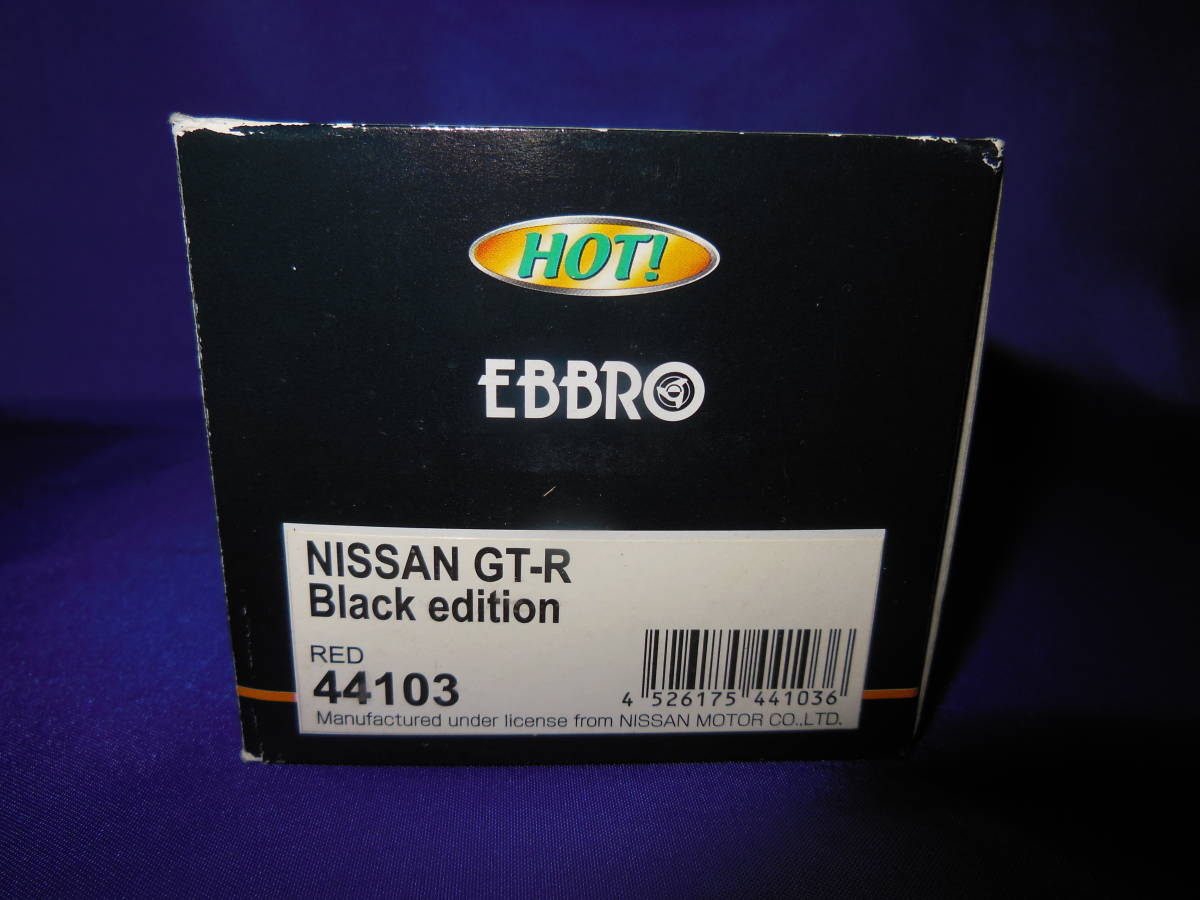 HOT!
EBBRO
NISSAN GT-R
Black edition
RED
44103
4 526175 441036
Manufactured under license from NISSAN MOTOR CO.,LTD.